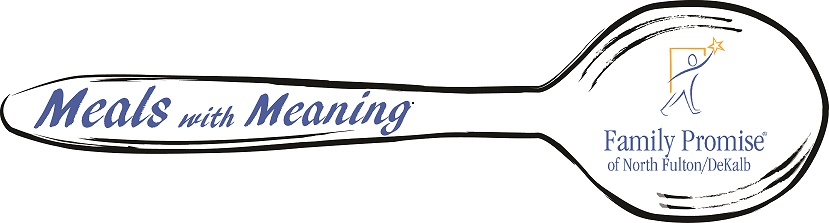 Meals with Meaning
Family Promise®
of North Fulton/DeKalb